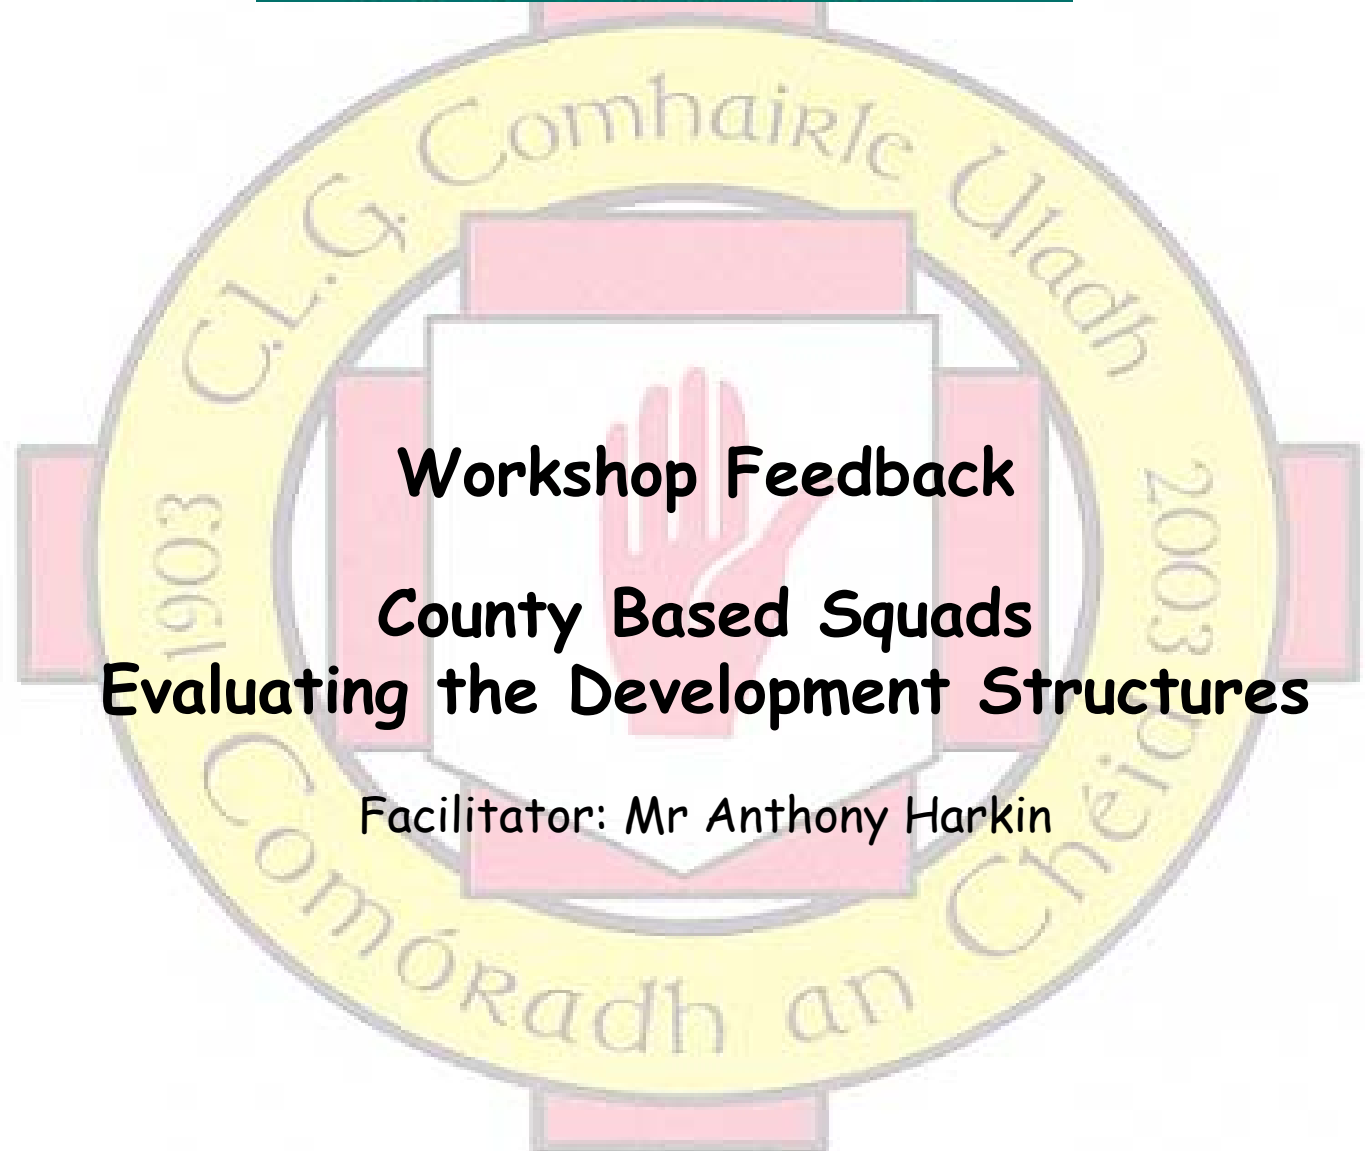 C.L.G. Comhairle Uladh
1903
2003
Workshop Feedback
County Based Squads
Evaluating the Development Structures
Facilitator: Mr Anthony Harkin
Comóradh an Chéid